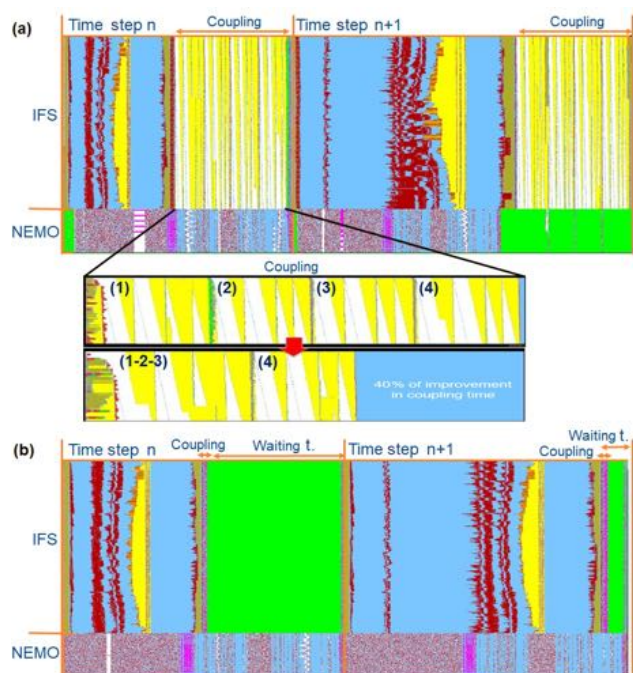 (a)
Time step n
Coupling
Time step n+1
Coupling
IFS
NEMO
Coupling
(1) (2) (3) (4)
(1-2-3) (4)
40% of improvement
in coupling time
(b)
Time step n
Coupling
Waiting t.
Time step n+1
Waiting t.
Coupling
IFS
NEMO